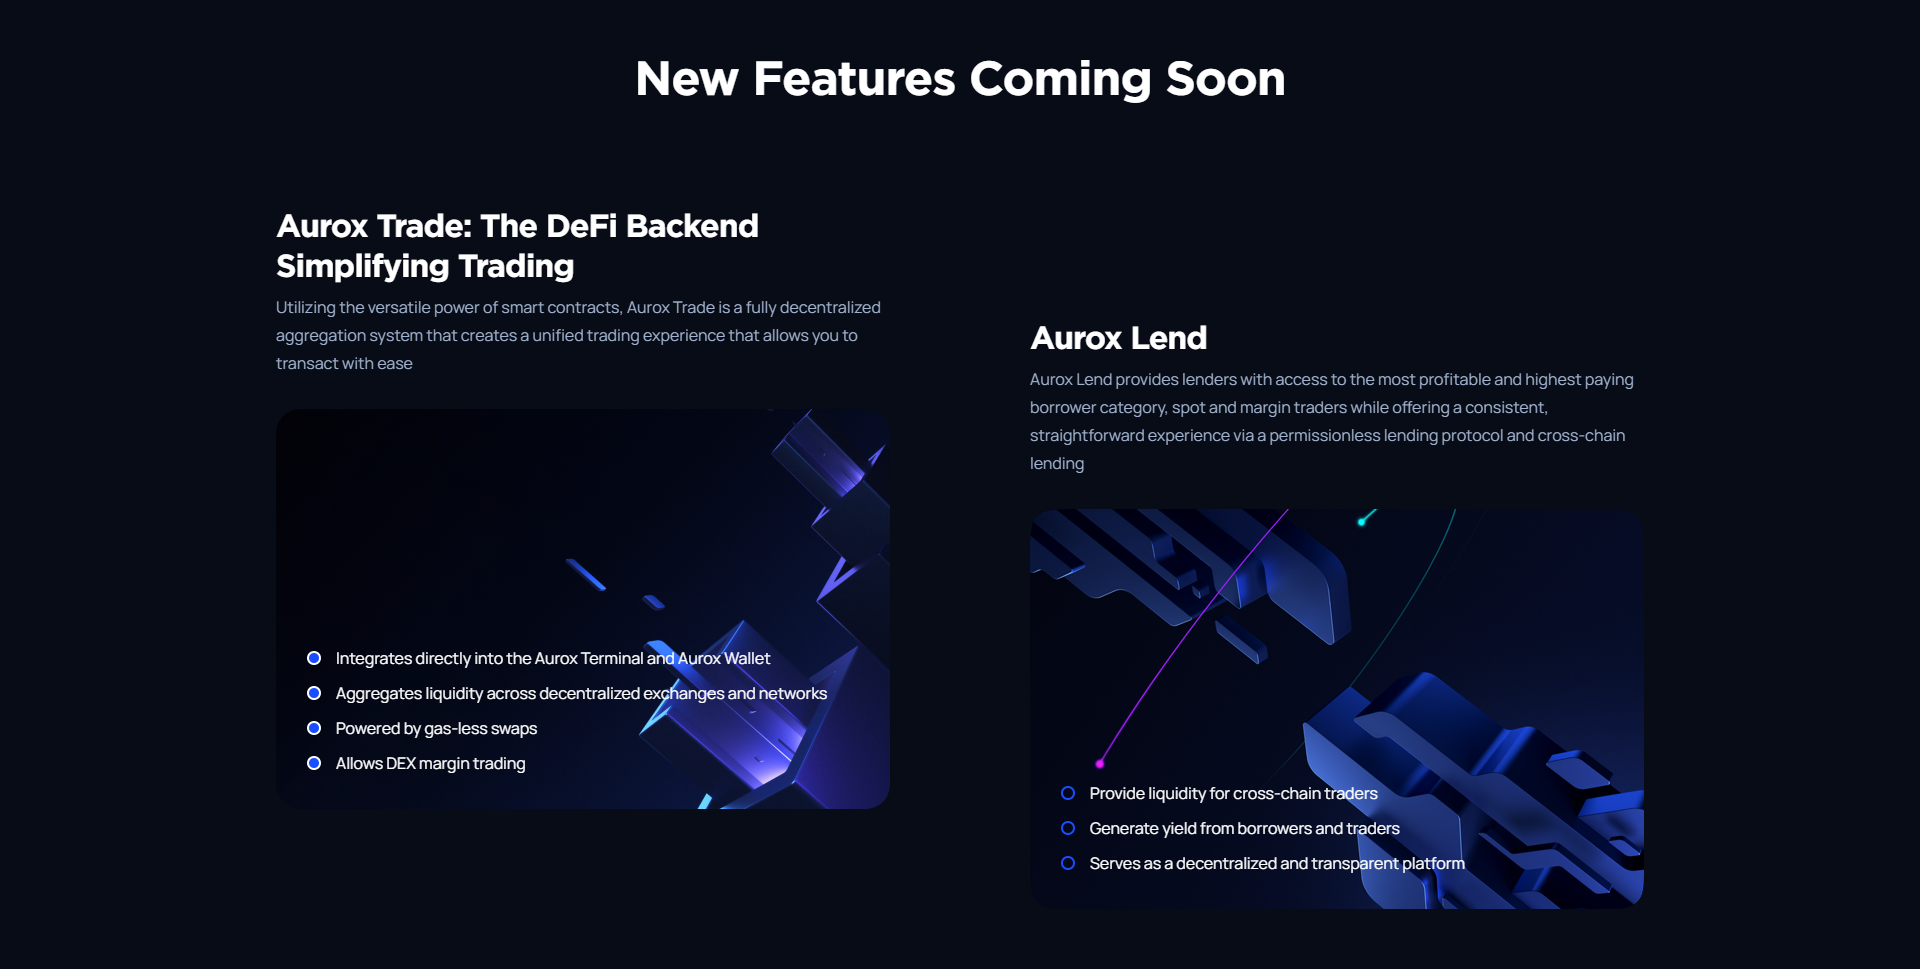 New Features Coming Soon
Aurox Trade: The DeFi Backend
Simplifying Trading
Utilizing the versatile power of smart contracts, Aurox Trade is a fully decentralized
aggregation system that creates a unified trading experience that allows you to
transact with ease
Integrates directly into the Aurox Terminal and Aurox Wallet
Aggregates liquidity across decentralized exchanges and networks
Powered by gas-less swaps
Allows DEX margin trading
Aurox Lend
Aurox Lend provides lenders with access to the most profitable and highest paying
borrower category, spot and margin traders while offering a consistent,
straightforward experience via a permissionless lending protocol and cross-chain
lending
Provide liquidity for cross-chain traders
Generate yield from borrowers and traders
Serves as a decentralized and transparent platform